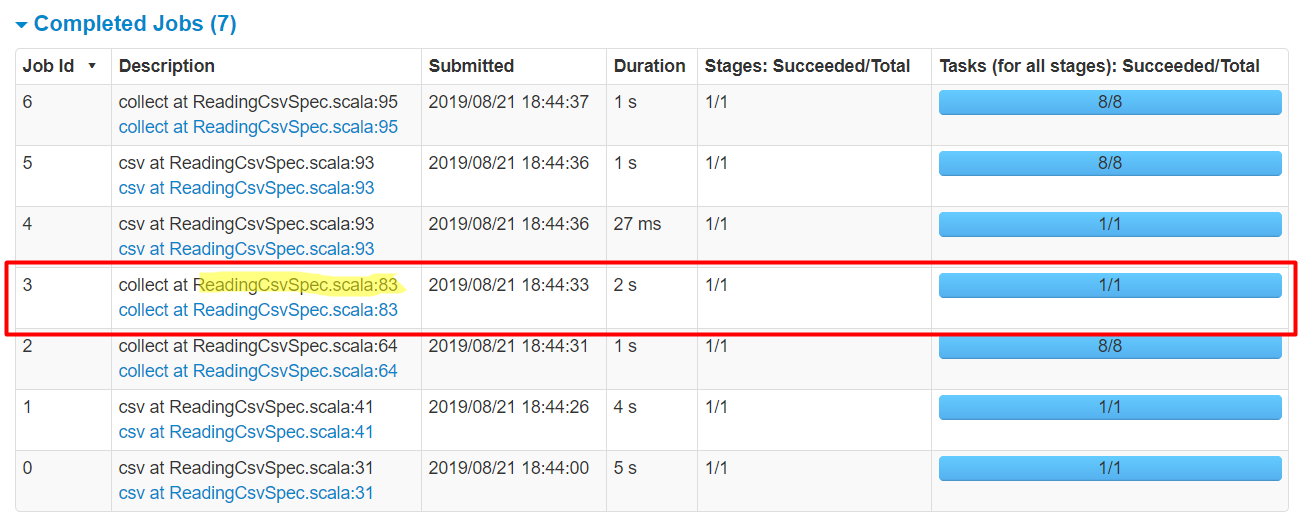 Completed Jobs (7)
Job Id Description Submitted Duration Stages: Succeeded/Total Tasks (for all stages): Succeeded/Total
6 collect at ReadingCsvSpec.scala:95 2019/08/21 18:44:37 1 s 1/1 8/8
collect at ReadingCsvSpec.scala:95
5 csv at ReadingCsvSpec.scala:93 2019/08/21 18:44:36 1 s 1/1 8/8
csv at ReadingCsvSpec.scala:93
4 csv at ReadingCsvSpec.scala:93 2019/08/21 18:44:36 27 ms 1/1 1/1
csv at ReadingCsvSpec.scala:93
3 collect at ReadingCsvSpec.scala:83 2019/08/21 18:44:33 2 s 1/1 1/1
collect at ReadingCsvSpec.scala:83
2 collect at ReadingCsvSpec.scala:64 2019/08/21 18:44:31 1 s 1/1 8/8
collect at ReadingCsvSpec.scala:64
1 csv at ReadingCsvSpec.scala:41 2019/08/21 18:44:26 4 s 1/1 1/1
csv at ReadingCsvSpec.scala:41
0 csv at ReadingCsvSpec.scala:31 2019/08/21 18:44:00 5 s 1/1 1/1
csv at ReadingCsvSpec.scala:31